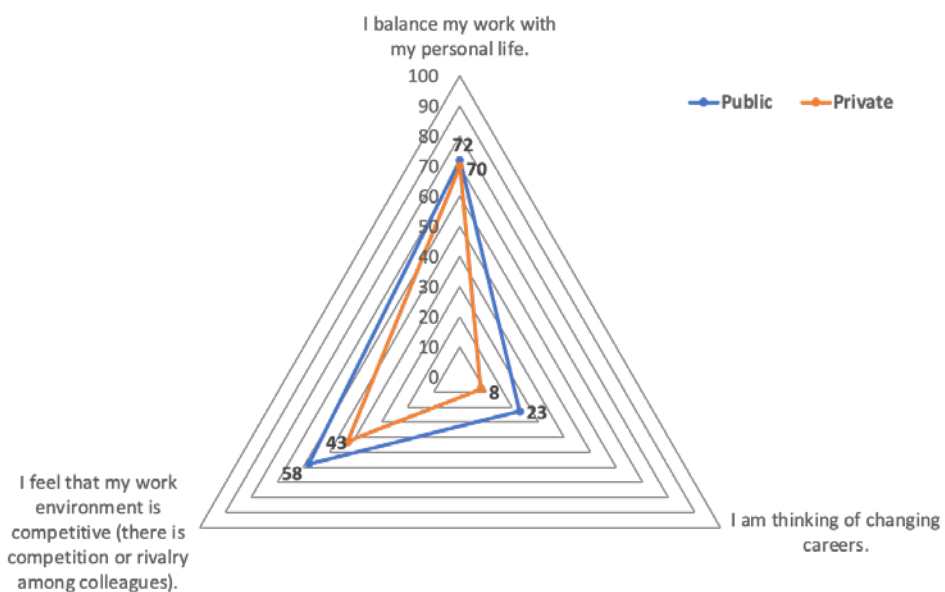 I balance my work with
my personal life.
100
90
80
70
60
50
40
30
20
10
0
72
70
8
23
43
58
Public
Private
I feel that my work
environment is
competitive (there is
competition or rivalry
among colleagues).
I am thinking of changing
careers.